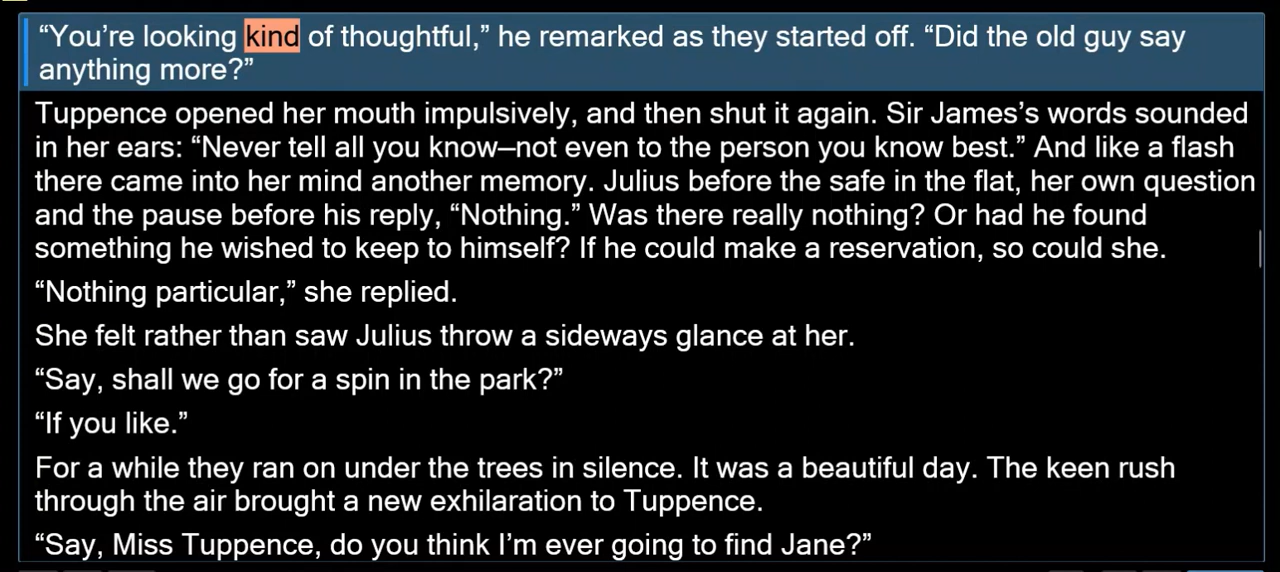 “You’re looking kind of thoughtful,” he remarked as they started off. “Did the old guy say
anything more?”
Tuppence opened her mouth impulsively, and then shut it again. Sir James’s words sounded
in her ears: “Never tell all you know—not even to the person you know best.” And like a flash
there came into her mind another memory. Julius before the safe in the flat, her own question
and the pause before his reply, “Nothing.” Was there really nothing? Or had he found
something he wished to keep to himself? If he could make a reservation, so could she.
“Nothing particular,” she replied.
She felt rather than saw Julius throw a sideways glance at her.
“Say, shall we go for a spin in the park?”
“If you like.”
For a while they ran on under the trees in silence. It was a beautiful day. The keen rush
through the air brought a new exhilaration to Tuppence.
“Say, Miss Tuppence, do you think I’m ever going to find Jane?”